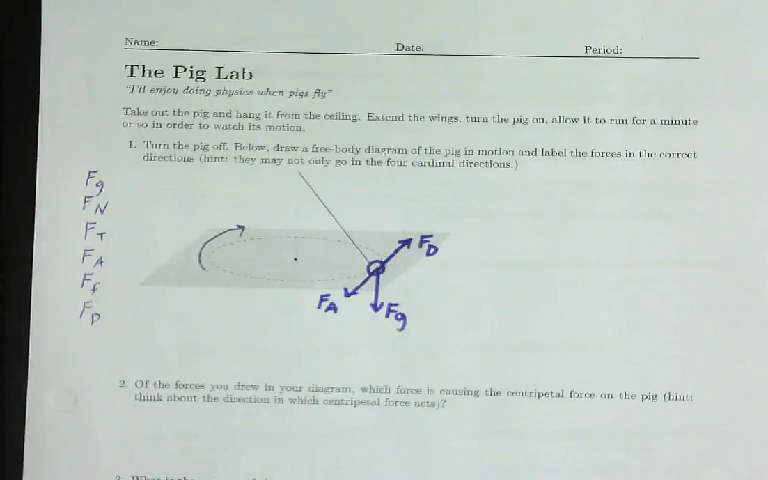 Name:
Date:
Period:
The Pig Lab
"I'll enjoy doing physics when pigs fly"
Take out the pig and hang it from the ceiling. Extend the wings, turn the pig on, allow it to run for a minute
or so in order to watch its motion.
1. Turn the pig off. Below, draw a free-body diagram of the pig in motion and label the forces in the correct
directions (hint: they may not only go in the four cardinal directions.)
Fg
FN
FT
FA
Ff
FD
FD
FA
Fg
2. Of the forces you drew in your diagram, which force is causing the centripetal force on the pig (hint:
think about the direction in which centripetal force acts)?